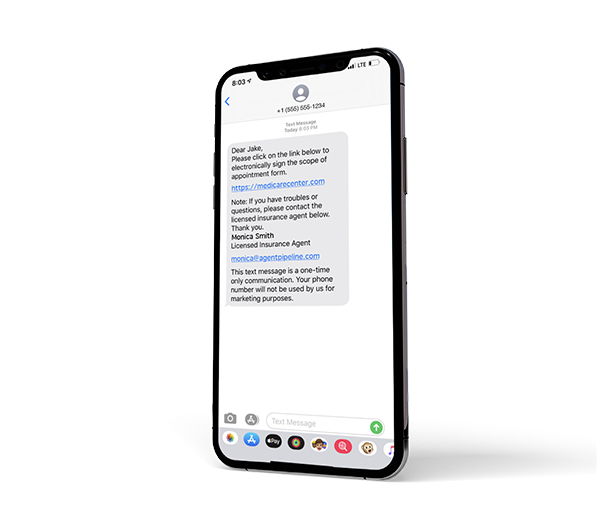 8:03
LTE
+1 (555) 555-1234
Text Message
Today 8:03 PM
Dear Jake,
Please click on the link below to
electronically sign the scope of
appointment form.
https://medicarecenter.com
Note: If you have troubles or
questions, please contact the
licensed insurance agent below.
Thank you.
Monica Smith
Licensed Insurance Agent
monica@agentpipeline.com
This text message is a one-time
only communication. Your phone
number will not be used by us for
marketing purposes.
Text Message
Pay